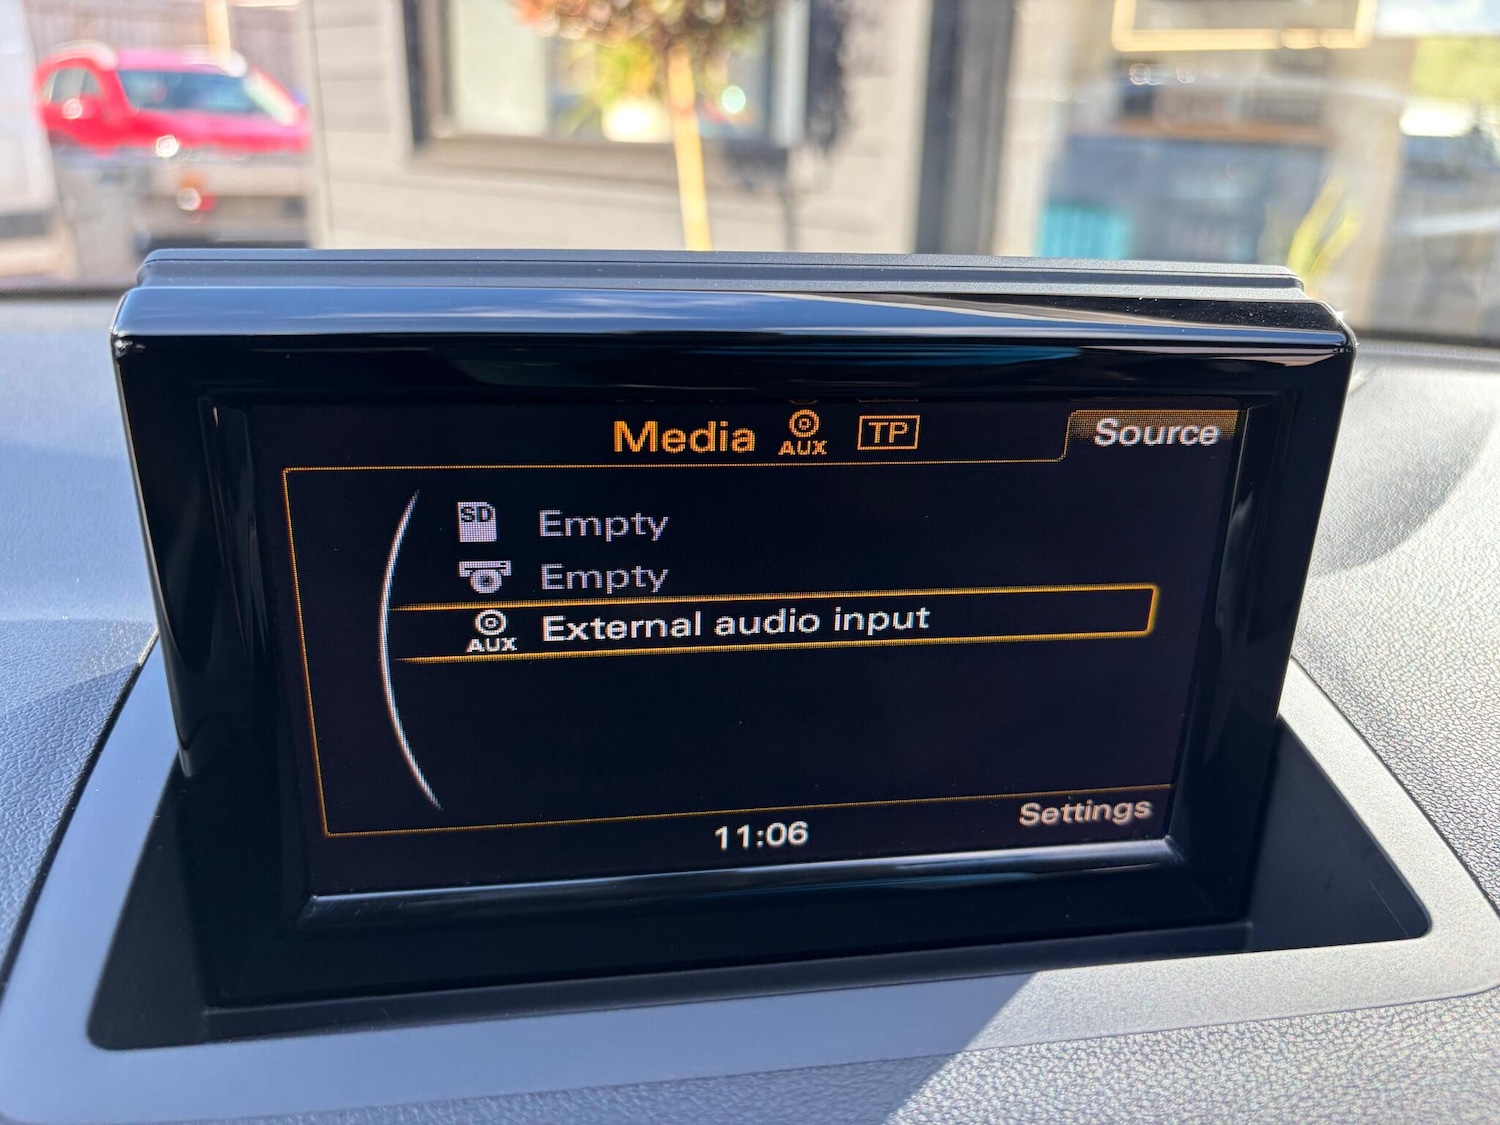 Media AUX TP Source
SD Empty
Empty
AUX External audio input
Settings
11:06